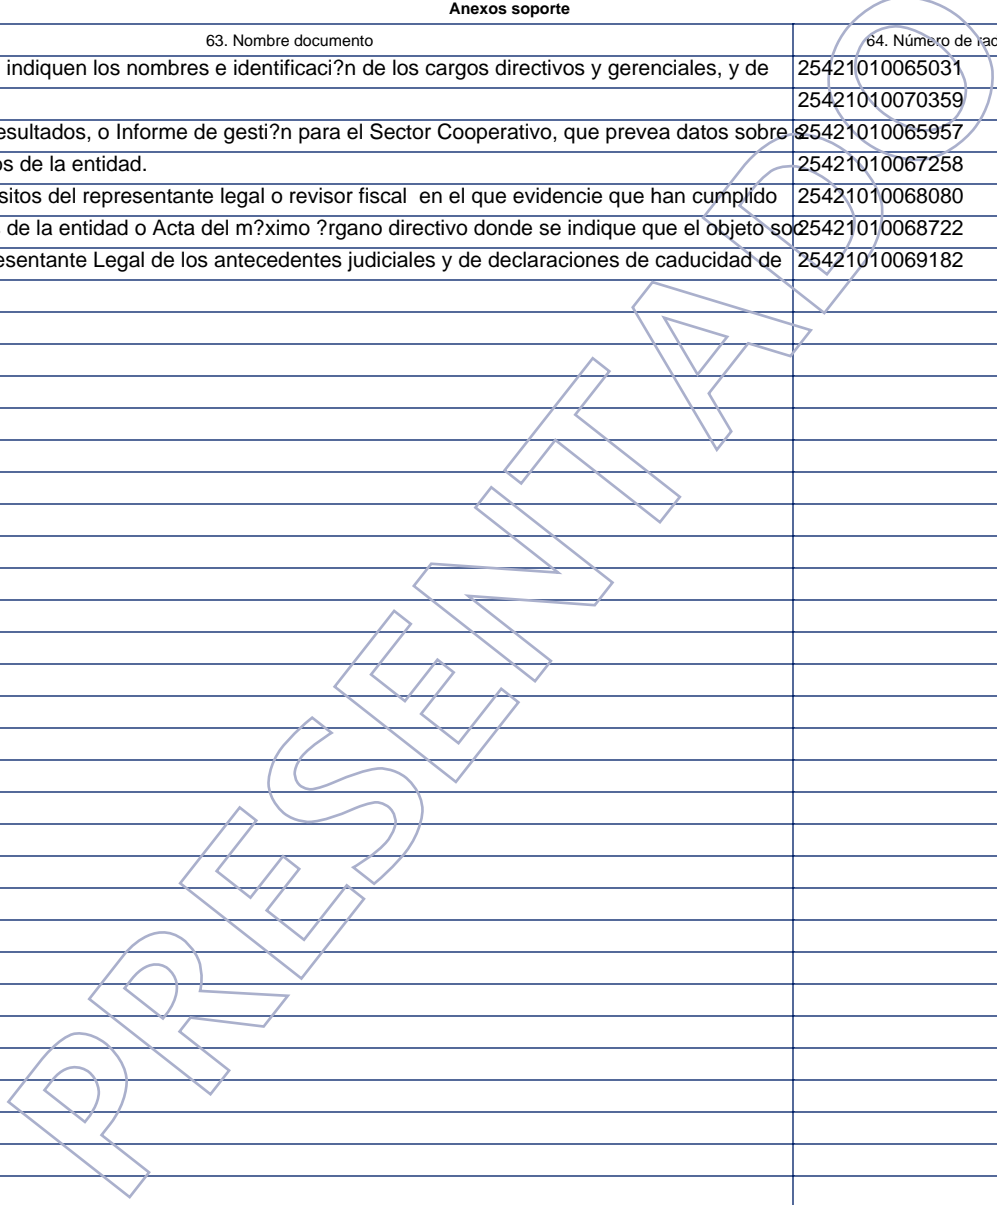 Anexos soporte
63. Nombre documento 64. Número de rad
indiquen los nombres e identificaci?n de los cargos directivos y gerenciales, y de 25421010065031
25421010070359
esultados, o Informe de gesti?n para el Sector Cooperativo, que prevea datos sobre 25421010065957
os de la entidad. 25421010067258
sitos del representante legal o revisor fiscal en el que evidencie que han cumplido 25421010068080
de la entidad o Acta del m?ximo ?rgano directivo donde se indique que el objeto soc 25421010068722
esentante Legal de los antecedentes judiciales y de declaraciones de caducidad de 25421010069182
PRESENTADO